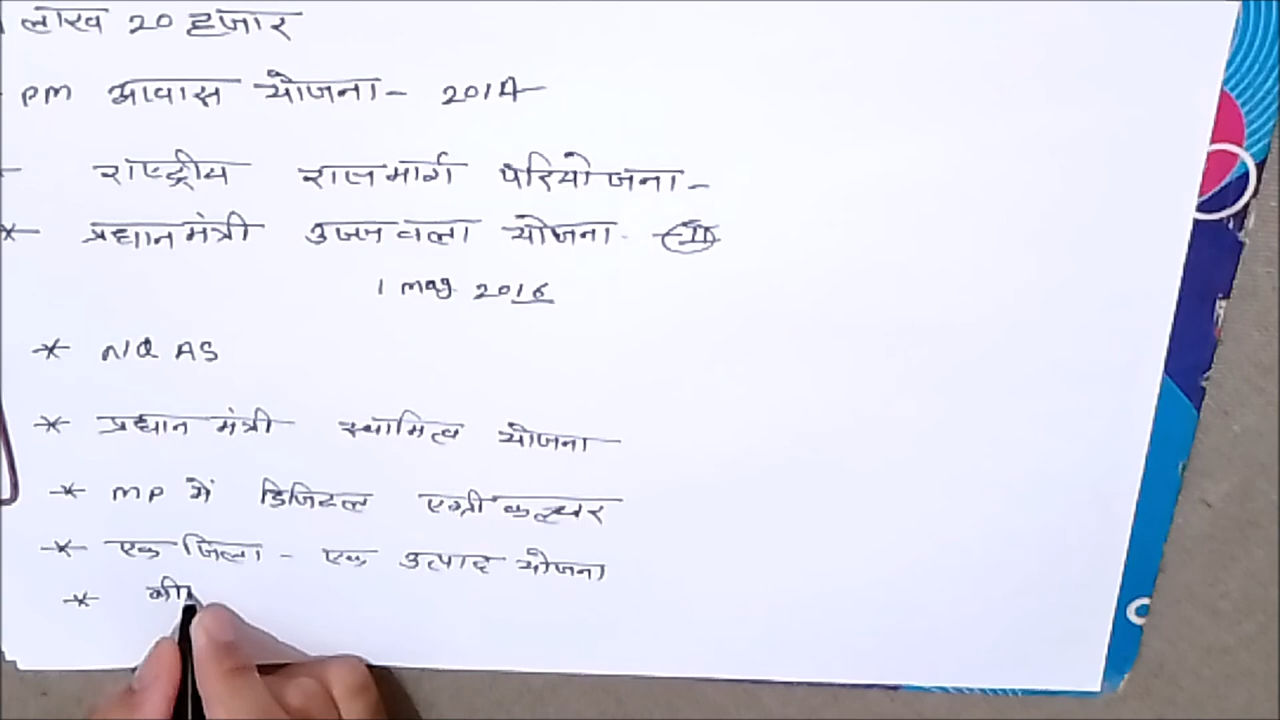 लाख 20 हजार
PM आवास योजना - 2014
राष्ट्रीय राजमार्ग परियोजना -
* प्रधानमंत्री उज्जवला योजना - II
1 may 2016
* NQAS
* प्रधान मंत्री स्वामित्व योजना
* MP में डिजिटल एग्रीकल्चर
* एक जिला - एक उत्पाद योजना
*